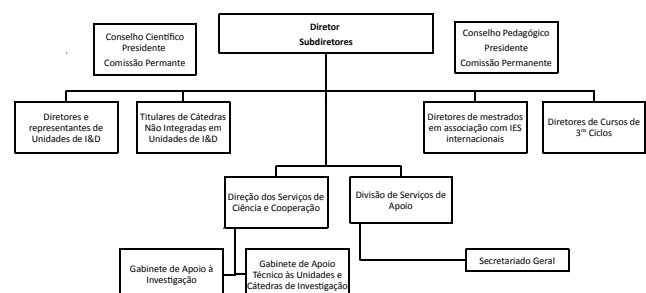 Conselho Científico
Presidente
Comissão Permante
Diretor
Subdiretores
Conselho Pedagógico
Presidente
Comissão Permanente
Diretores e
representantes de
Unidades de I&D
Titulares de Cátedras
Não Integradas em
Unidades de I&D
Diretores de mestrados
em associação com IES
internacionais
Diretores de Cursos de
3ºˢ Ciclos
Direção dos Serviços de
Ciência e Cooperação
Divisão de Serviços de
Apoio
Gabinete de Apoio à
Investigação
Gabinete de Apoio
Técnico às Unidades e
Cátedras de Investigação
Secretariado Geral